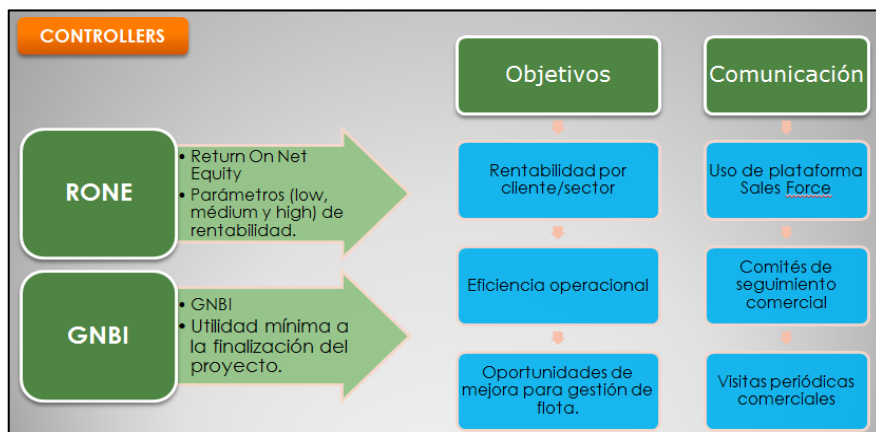 CONTROLLERS
RONE
• Return On Net
Equity
• Parámetros (low,
médium y high) de
rentabilidad.
GNBI
• GNBI
• Utilidad mínima a
la finalización del
proyecto.
Objetivos
Rentabilidad por
cliente/sector
Eficiencia operacional
Oportunidades de
mejora para gestión de
flota.
Comunicación
Uso de plataforma
Sales Force
Comités de
seguimiento
comercial
Visitas periódicas
comerciales